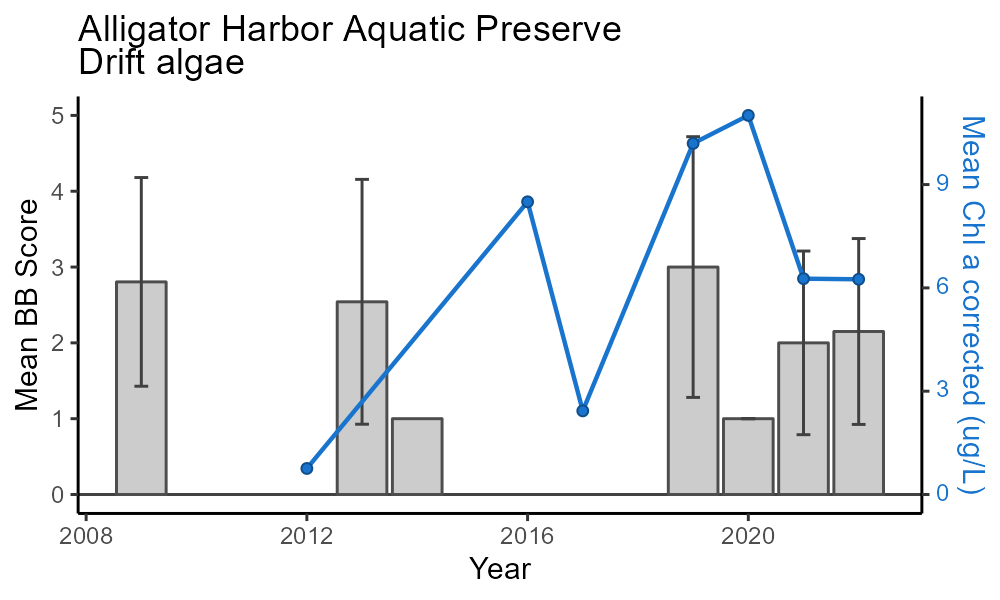 Alligator Harbor Aquatic Preserve
Drift algae
Mean BB Score
5
4
3
2
1
0
9
6
3
0
Mean Chl a corrected (ug/L)
2008
2012
2016
2020
Year